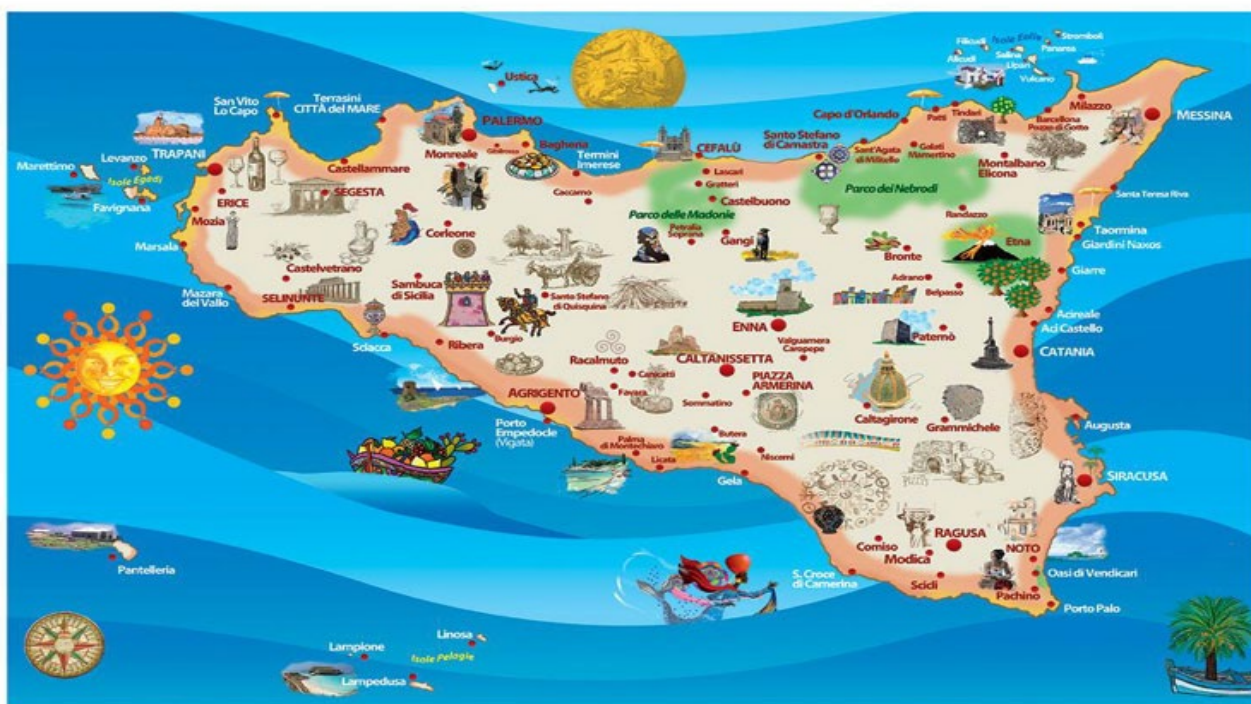 Ustica
Filicudi
Isole Eolie
Stromboli
Alicudi
Salina
Panarea
Lipari
Vulcano
San Vito
Lo Capo
Terrasini
CITTÀ del MARE
PALERMO
Capo d'Orlando
Patti
Tindari
Milazzo
Barcellona
Pozzo di Gotto
MESSINA
TRAPANI
Monreale
Bagheria
Termini
Imerese
CEFALÙ
Santo Stefano
di Camastra
Sant'Agata
di Militello
Galati
Mamertino
Montalbano
Elicona
Marettimo
Levanzo
Isole Egadi
Favignana
Castellammare
ERICE
SEGESTA
Caccamo
Lascari
Gratteri
Castelbuono
Parco dei Nebrodi
Santa Teresa Riva
Mozia
Corleone
Parco delle Madonie
Petralia
Soprana
Gangi
Randazzo
Taormina
Giardini Naxos
Marsala
Bronte
Etna
Castelvetrano
Sambuca
di Sicilia
Adrano
Giarre
Mazara
del Vallo
SELINUNTE
Santo Stefano
di Quisquina
Belpasso
Acireale
Aci Castello
Sciacca
Ribera
Burgio
ENNA
Valguarnera
Caropepe
Paternò
CATANIA
Racalmuto
Canicattì
CALTANISSETTA
AGRIGENTO
Favara
Sommatino
PIAZZA
ARMERINA
Caltagirone
Grammichele
Augusta
Porto
Empedocle
(Vigata)
Palma
di Montechiaro
Licata
Butera
Niscemi
Gela
SIRACUSA
Pantelleria
Comiso
Modica
RAGUSA
NOTO
S. Croce
di Camerina
Scicli
Pachino
Oasi di Vendicari
Porto Palo
Lampione
Linosa
Isole Pelagie
Lampedusa